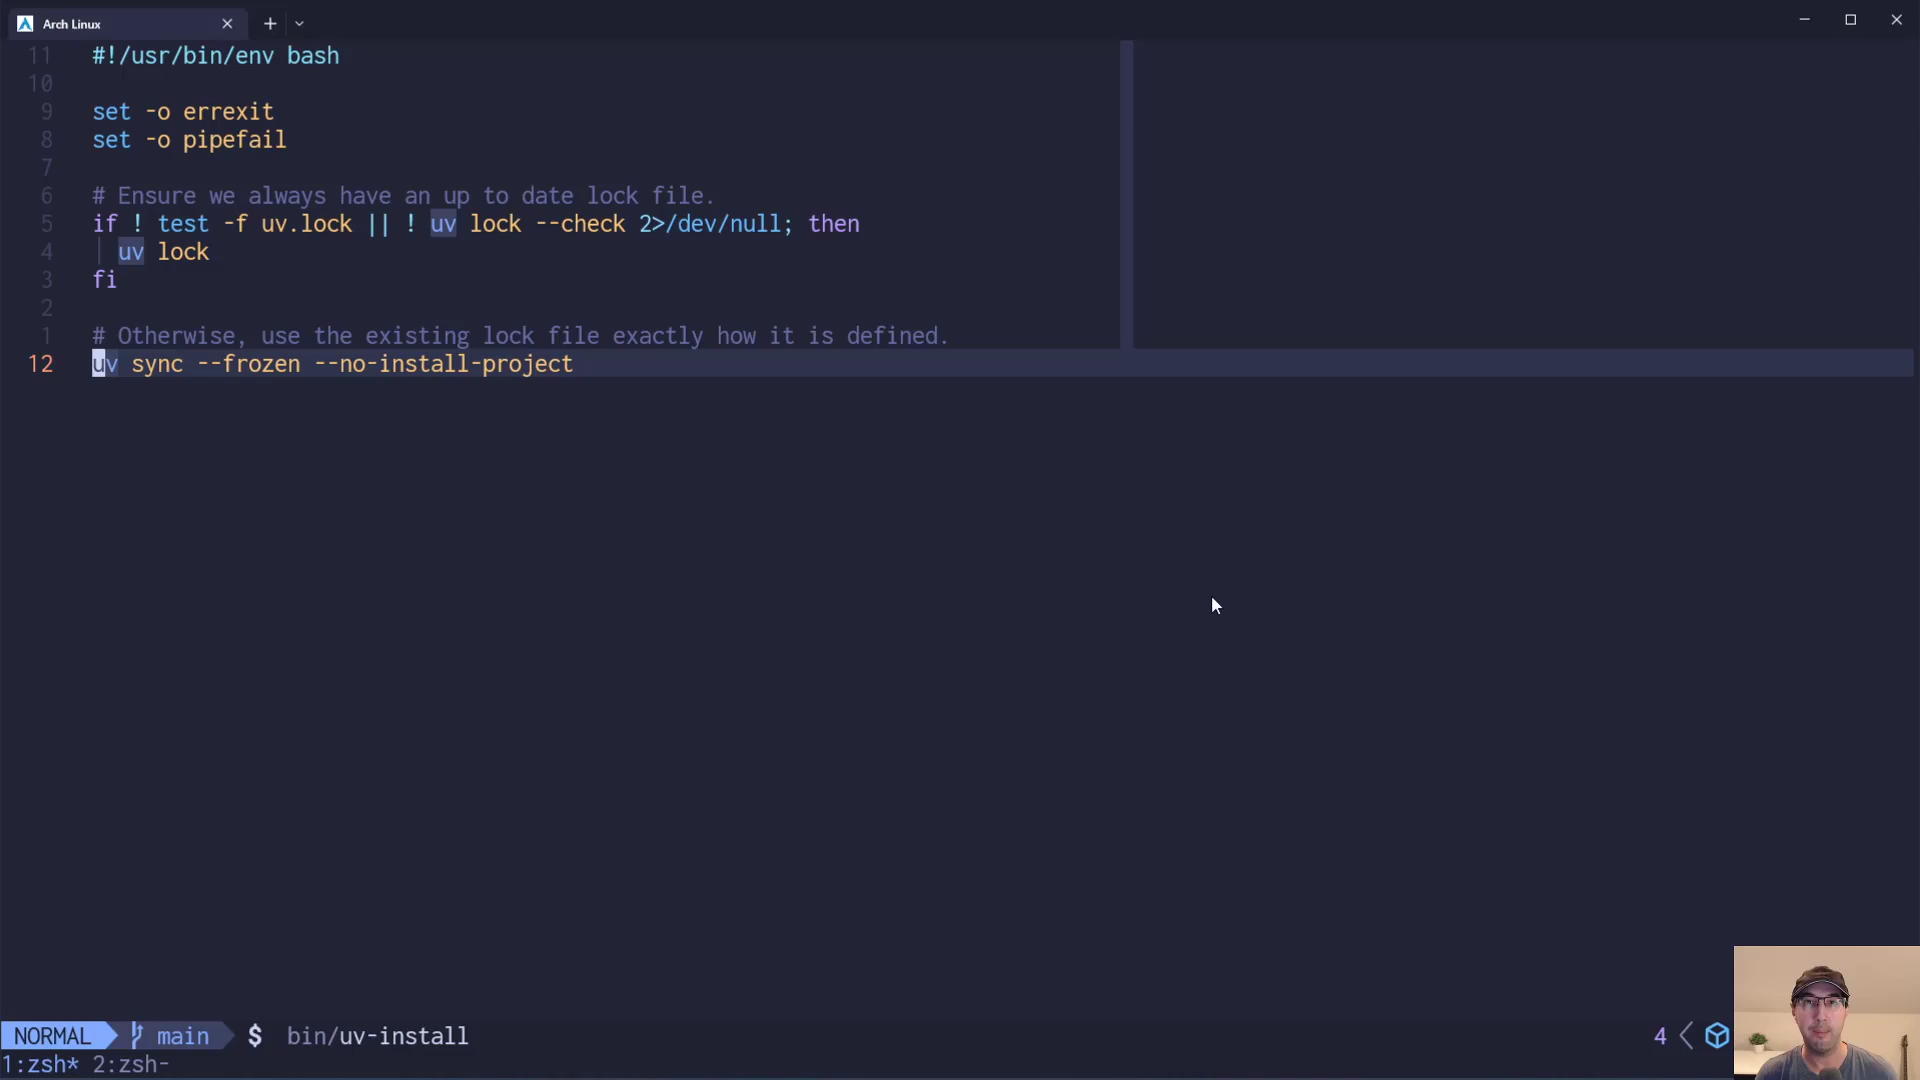 Arch Linux
11 #!/usr/bin/env bash
10
9 set -o errexit
8 set -o pipefail
7
6 # Ensure we always have an up to date lock file.
5 if ! test -f uv.lock || ! uv lock --check 2>/dev/null; then
4 uv lock
3 fi
2
1 # Otherwise, use the existing lock file exactly how it is defined.
12 uv sync --frozen --no-install-project
NORMAL main $ bin/uv-install 4
1:zsh* 2:zsh-